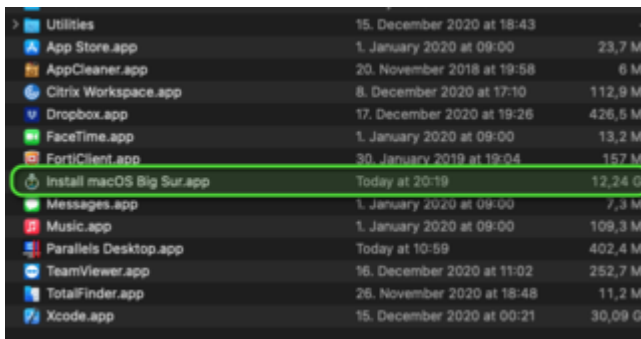 Utilities 15. December 2020 at 18:43
App Store.app 1. January 2020 at 09:00 23,7 M
AppCleaner.app 20. November 2018 at 19:58 6 M
Citrix Workspace.app 8. December 2020 at 17:10 112,9 M
Dropbox.app 17. December 2020 at 19:26 426,5 M
FaceTime.app 1. January 2020 at 09:00 13,2 M
FortiClient.app 30. January 2019 at 19:04 157 M
Install macOS Big Sur.app Today at 20:19 12,24 G
Messages.app 1. January 2020 at 09:00 7,3 M
Music.app 1. January 2020 at 09:00 109,3 M
Parallels Desktop.app Today at 10:59 402,4 M
TeamViewer.app 16. December 2020 at 11:02 252,7 M
TotalFinder.app 26. November 2020 at 18:48 11,2 M
Xcode.app 15. December 2020 at 00:21 30,09 G